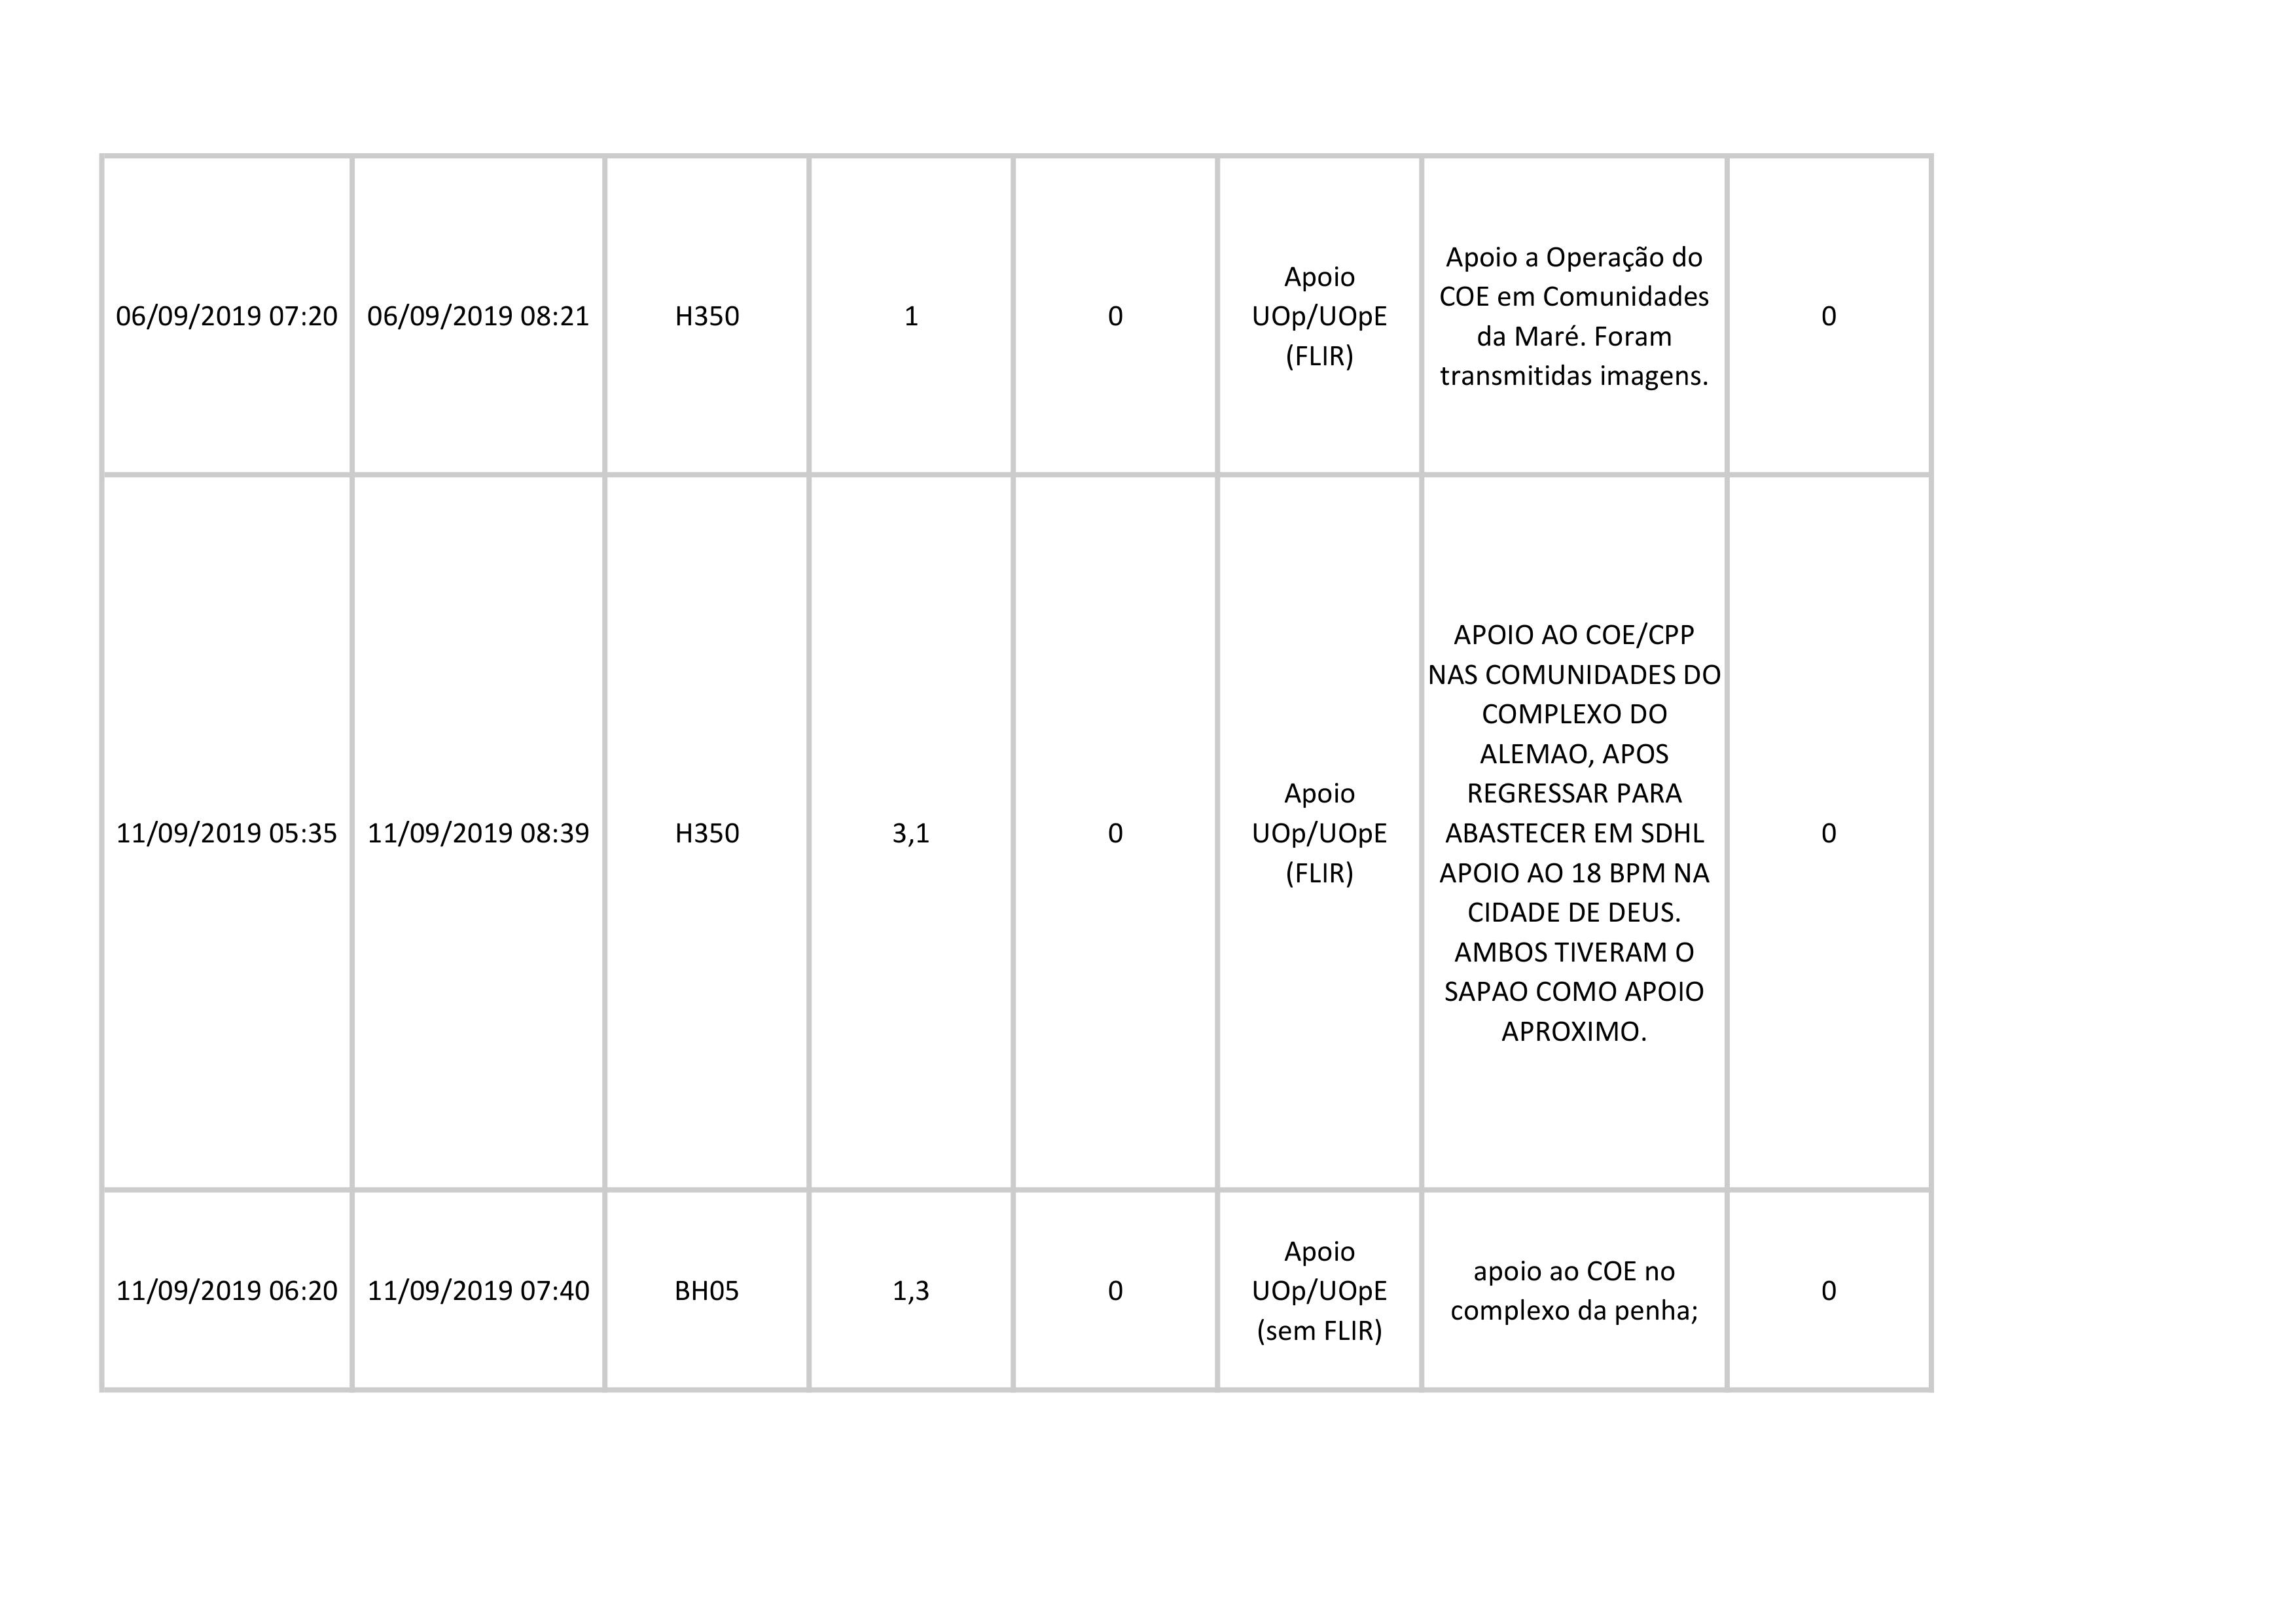 06/09/2019 07:20 06/09/2019 08:21 H350 1 0 Apoio
UOp/UOpE
(FLIR) Apoio a Operação do
COE em Comunidades
da Maré. Foram
transmitidas imagens. 0
11/09/2019 05:35 11/09/2019 08:39 H350 3,1 0 Apoio
UOp/UOpE
(FLIR) APOIO AO COE/CPP
NAS COMUNIDADES DO
COMPLEXO DO
ALEMAO, APOS
REGRESSAR PARA
ABASTECER EM SDHL
APOIO AO 18 BPM NA
CIDADE DE DEUS.
AMBOS TIVERAM O
SAPAO COMO APOIO
APROXIMO. 0
11/09/2019 06:20 11/09/2019 07:40 BH05 1,3 0 Apoio
UOp/UOpE
(sem FLIR) apoio ao COE no
complexo da penha; 0